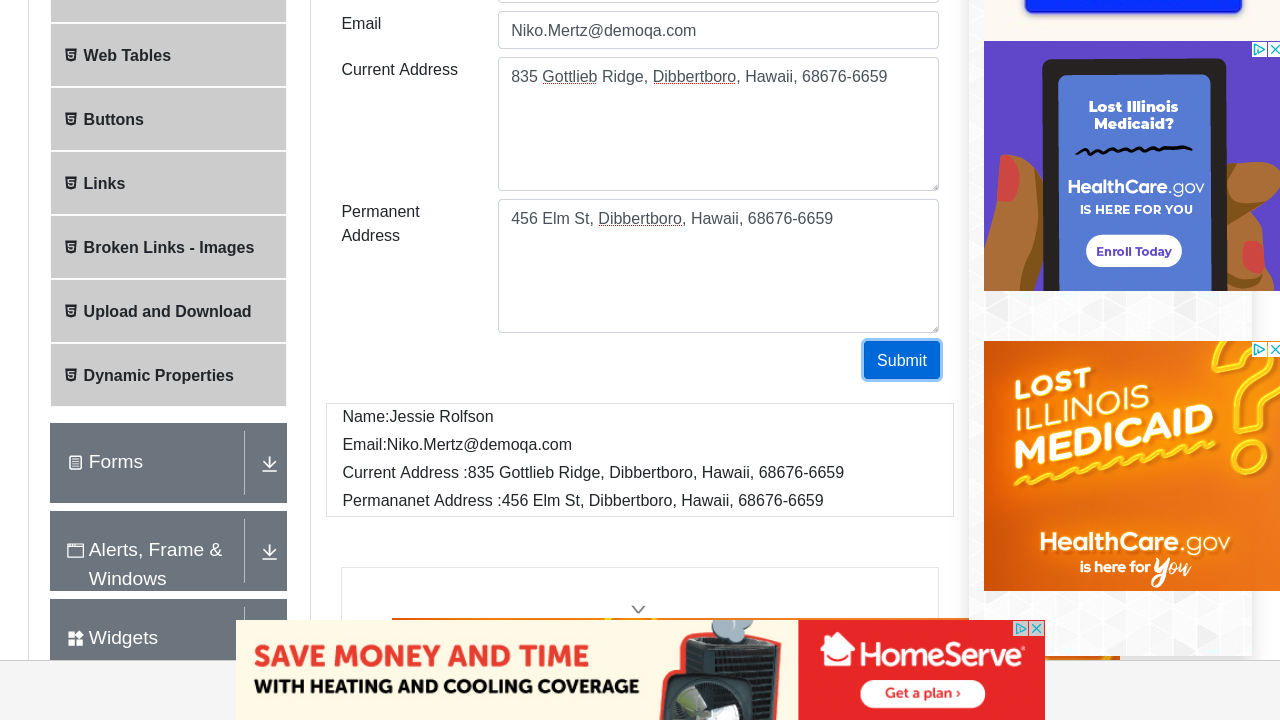 Web Tables
Buttons
Links
Broken Links - Images
Upload and Download
Dynamic Properties
Forms
Alerts, Frame &
Windows
Widgets
Email
Niko.Mertz@demoqa.com
Current Address
835 Gottlieb Ridge, Dibbertboro, Hawaii, 68676-6659
Permanent
Address
456 Elm St, Dibbertboro, Hawaii, 68676-6659
Submit
Name:Jessie Rolfson
Email:Niko.Mertz@demoqa.com
Current Address :835 Gottlieb Ridge, Dibbertboro, Hawaii, 68676-6659
Permananet Address :456 Elm St, Dibbertboro, Hawaii, 68676-6659
Lost Illinois
Medicaid?
HealthCare.gov
IS HERE FOR YOU
Enroll Today
LOST
ILLINOIS
MEDICAID
?
HealthCare.gov
is here for you
SAVE MONEY AND TIME
WITH HEATING AND COOLING COVERAGE
HomeServe
Get a plan ›